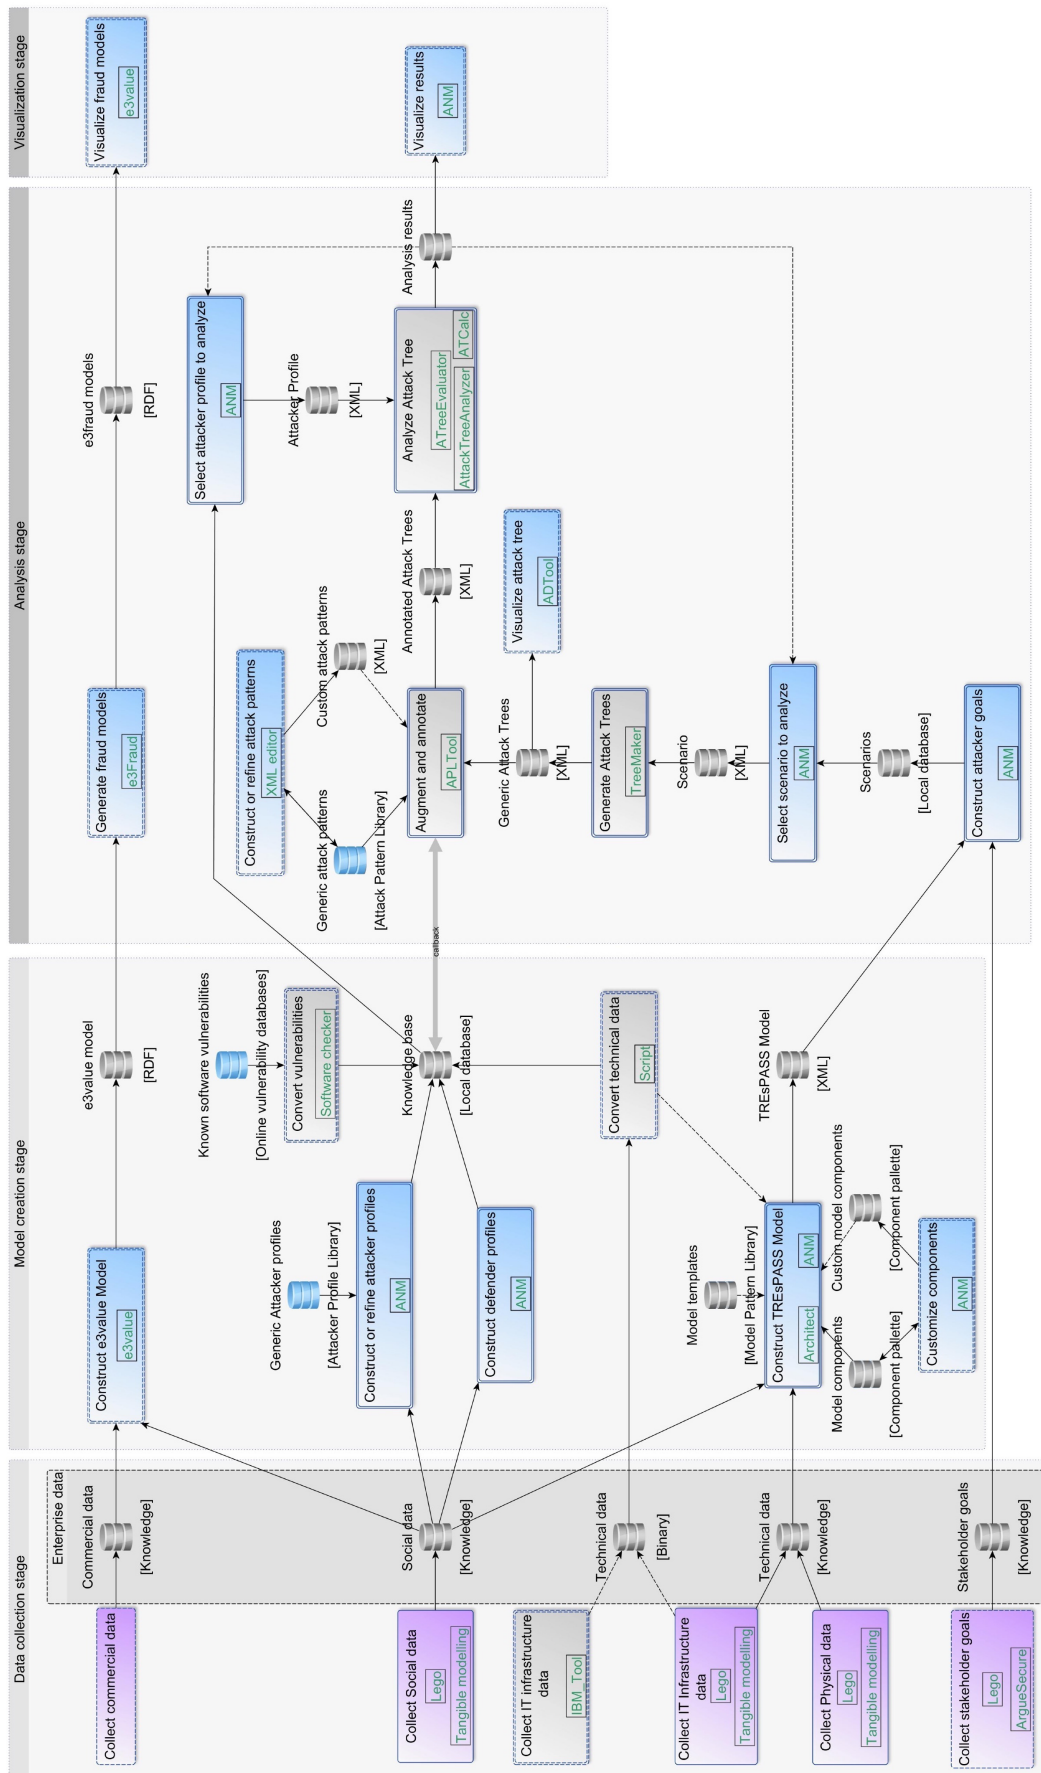 Data collection stage
Collect commercial data
Collect Social data
Lego
Tangible modelling
Collect IT infrastructure
data
IBM_Tool
Collect IT Infrastructure
data
Lego
Tangible modelling
Collect Physical data
Lego
Tangible modelling
Collect stakeholder goals
Lego
ArgueSecure
Enterprise data
Commercial data
[Knowledge]
Social data
[Knowledge]
Technical data
[Binary]
Technical data
[Knowledge]
Stakeholder goals
[Knowledge]
Model creation stage
Construct e3value Model
e3value
e3value model
[RDF]
Known software vulnerabilities
[Online vulnerability databases]
Convert vulnerabilities
Software checker
Generic Attacker profiles
[Attacker Profile Library]
Construct or refine attacker profiles
ANM
Knowledge base
[Local database]
Construct defender profiles
ANM
Convert technical data
Script
Model templates
[Model Pattern Library]
Construct TREsPASS Model
Architect
ANM
TREsPASS Model
[XML]
Model components
[Component pallette]
Custom model components
[Component pallette]
Customize components
ANM
Analysis stage
Generate fraud models
e3Fraud
e3fraud models
[RDF]
Select attacker profile to analyze
ANM
Attacker Profile
[XML]
Construct or refine attack patterns
XML editor
Generic attack patterns
[Attack Pattern Library]
Custom attack patterns
[XML]
callback
Augment and annotate
APLTool
Annotated Attack Trees
[XML]
Analyze Attack Tree
ATreeEvaluator
AttackTreeAnalyzer
ATCalc
Analysis results
Generic Attack Trees
[XML]
Visualize attack tree
ADTool
Generate Attack Trees
TreeMaker
Scenario
[XML]
Select scenario to analyze
ANM
Scenarios
[Local database]
Construct attacker goals
ANM
Visualization stage
Visualize fraud models
e3value
Visualize results
ANM